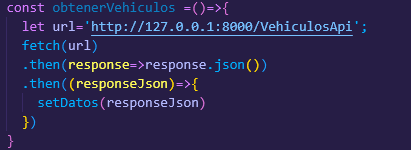 const obtenerVehiculos =()=>{
let url='http://127.0.0.1:8000/VehiculosApi';
fetch(url)
.then(response=>response.json())
.then((responseJson)=>{
setDatos(responseJson)
})
}